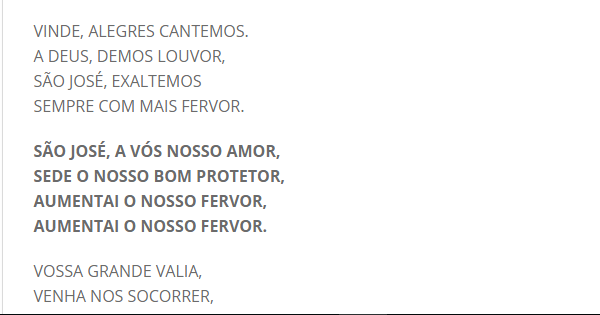 VINDE, ALEGRES CANTEMOS.
A DEUS, DEMOS LOUVOR,
SÃO JOSÉ, EXALTEMOS
SEMPRE COM MAIS FERVOR.
SÃO JOSÉ, A VÓS NOSSO AMOR,
SEDE O NOSSO BOM PROTETOR,
AUMENTAI O NOSSO FERVOR,
AUMENTAI O NOSSO FERVOR.
VOSSA GRANDE VALIA,
VENHA NOS SOCORRER,